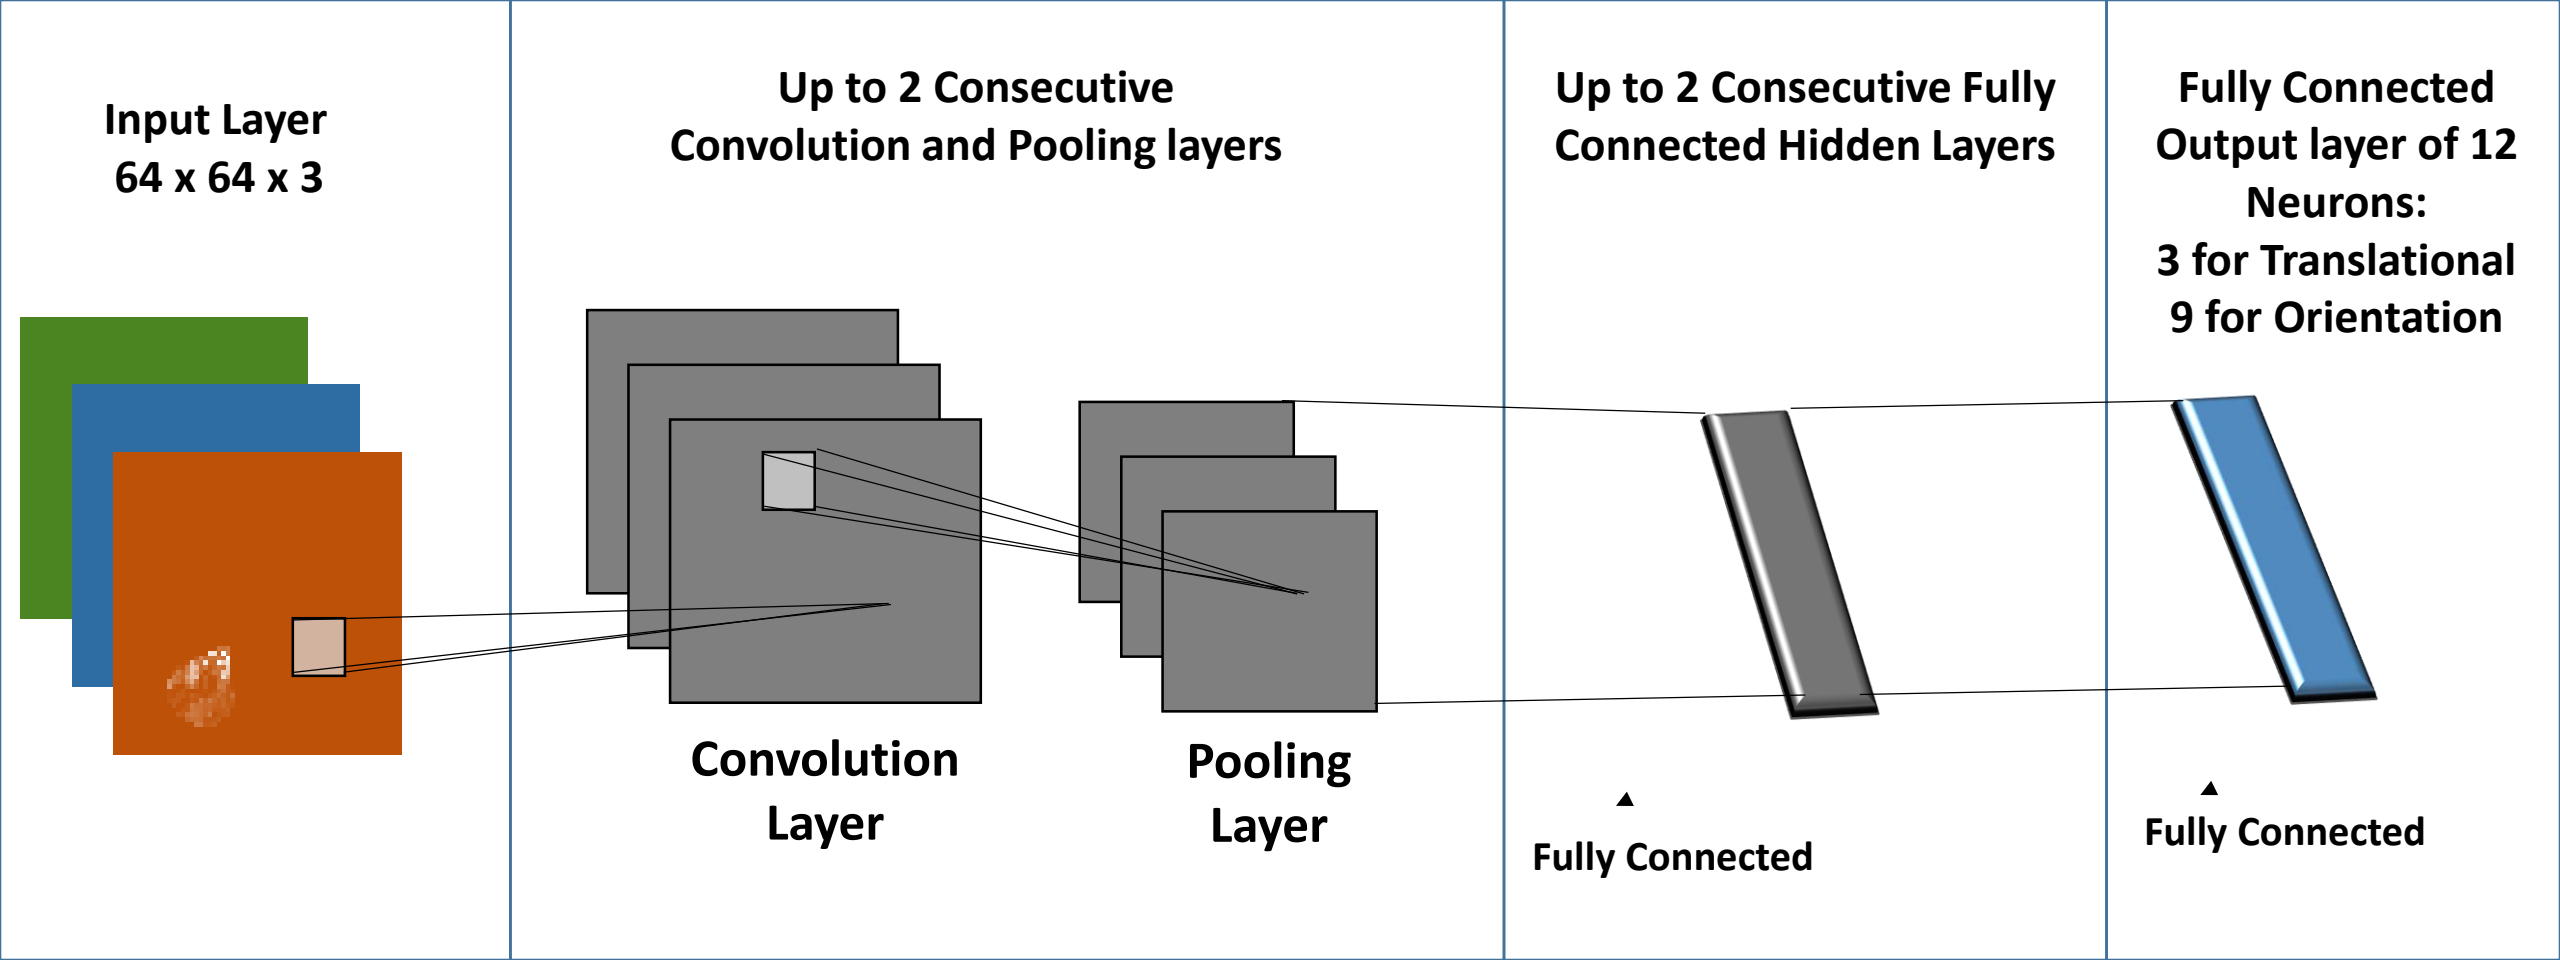 Input Layer
64 x 64 x 3
Up to 2 Consecutive
Convolution and Pooling layers
Convolution
Layer
Pooling
Layer
Up to 2 Consecutive Fully
Connected Hidden Layers
Fully Connected
Fully Connected
Output layer of 12
Neurons:
3 for Translational
9 for Orientation
Fully Connected